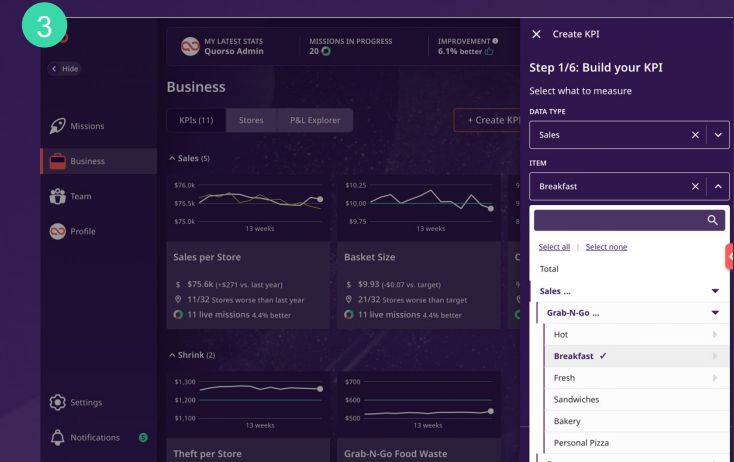 3
MY LATEST STATS
Quorso Admin
MISSIONS IN PROGRESS
20
IMPROVEMENT
6.1% better
Hide
Business
KPIs (11)
Stores
P&L Explorer
+ Create KPI
Missions
Business
Team
Profile
Settings
Notifications
Sales (5)
$76.0k
$75.5k
$75.0k
13 weeks
$10.25
$10.00
$9.75
13 weeks
Sales per Store
$ $75.6k (+$271 vs. last year)
11/32 Stores worse than last year
11 live missions 4.4% better
Basket Size
$ $9.93 (-$0.07 vs. target)
21/32 Stores worse than target
11 live missions 4.4% better
Shrink (2)
$1,300
$1,200
$1,100
13 weeks
$700
$600
$500
13 weeks
Theft per Store
Grab-N-Go Food Waste
Create KPI
Step 1/6: Build your KPI
Select what to measure
DATA TYPE
Sales
ITEM
Breakfast
Select all | Select none
Total
Sales ...
Grab-N-Go ...
Hot
Breakfast ✓
Fresh
Sandwiches
Bakery
Personal Pizza